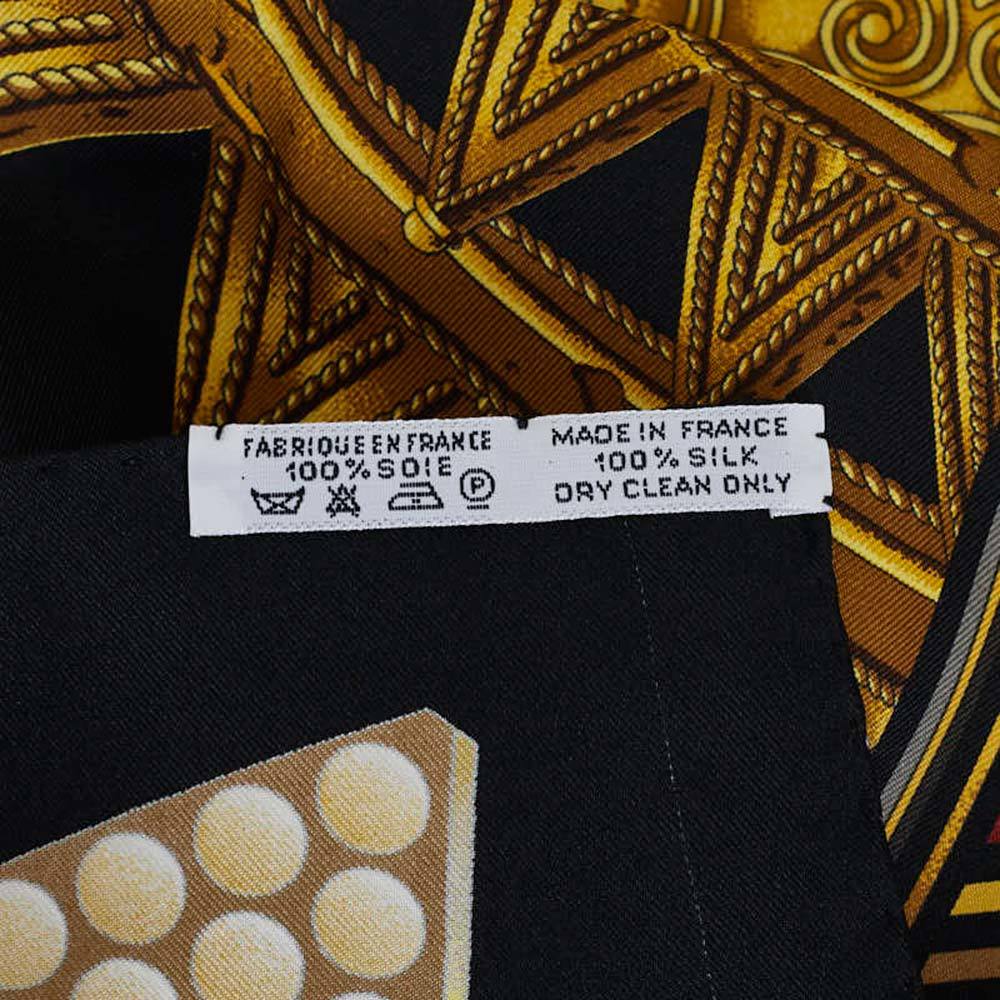 FABRIQUE EN FRANCE
100% SOIE
P
MADE IN FRANCE
100% SILK
DRY CLEAN ONLY